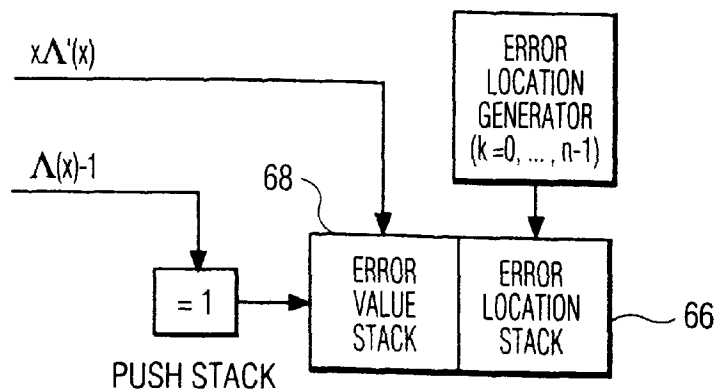 xΛ'(x)
Λ(x)-1
ERROR
LOCATION
GENERATOR
(k=0, ... , n-1)
68
= 1
PUSH STACK
ERROR
VALUE
STACK
ERROR
LOCATION
STACK
66